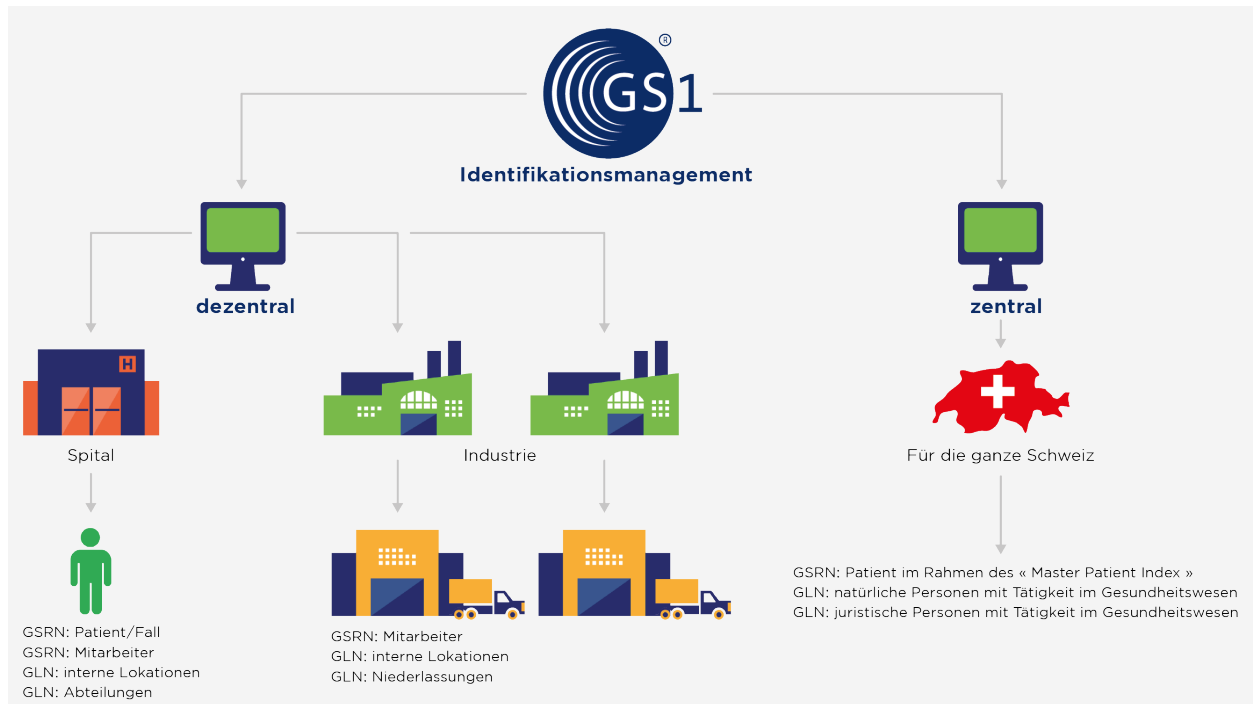 GS1 ®
Identifikationsmanagement
dezentral
zentral
H
Spital
Industrie
Für die ganze Schweiz
GSRN: Patient/Fall
GSRN: Mitarbeiter
GLN: interne Lokationen
GLN: Abteilungen
GSRN: Mitarbeiter
GLN: interne Lokationen
GLN: Niederlassungen
GSRN: Patient im Rahmen des « Master Patient Index »
GLN: natürliche Personen mit Tätigkeit im Gesundheitswesen
GLN: juristische Personen mit Tätigkeit im Gesundheitswesen